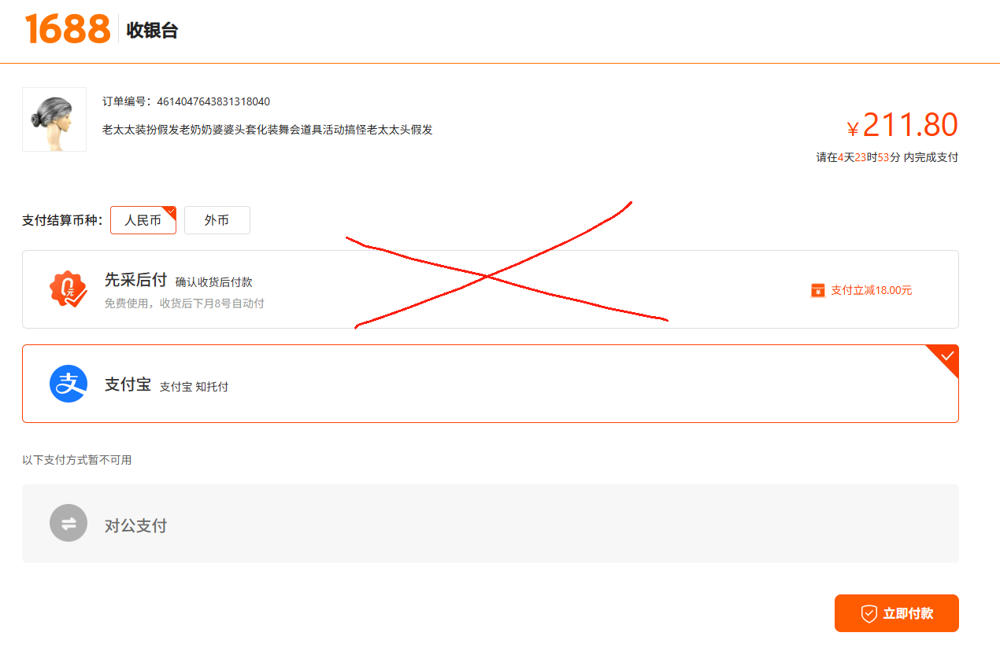 1688 收银台
订单编号：4614047643831318040
老太太装扮假发老奶奶婆婆头套化装舞会道具活动搞怪老太太头假发
￥211.80
请在4天23时53分 内完成支付
支付结算币种： 人民币 外币
先采后付 确认收货后付款
免费使用，收货后下月8号自动付
支付立减18.00元
支付宝 支付宝 知托付
以下支付方式暂不可用
对公支付
立即付款